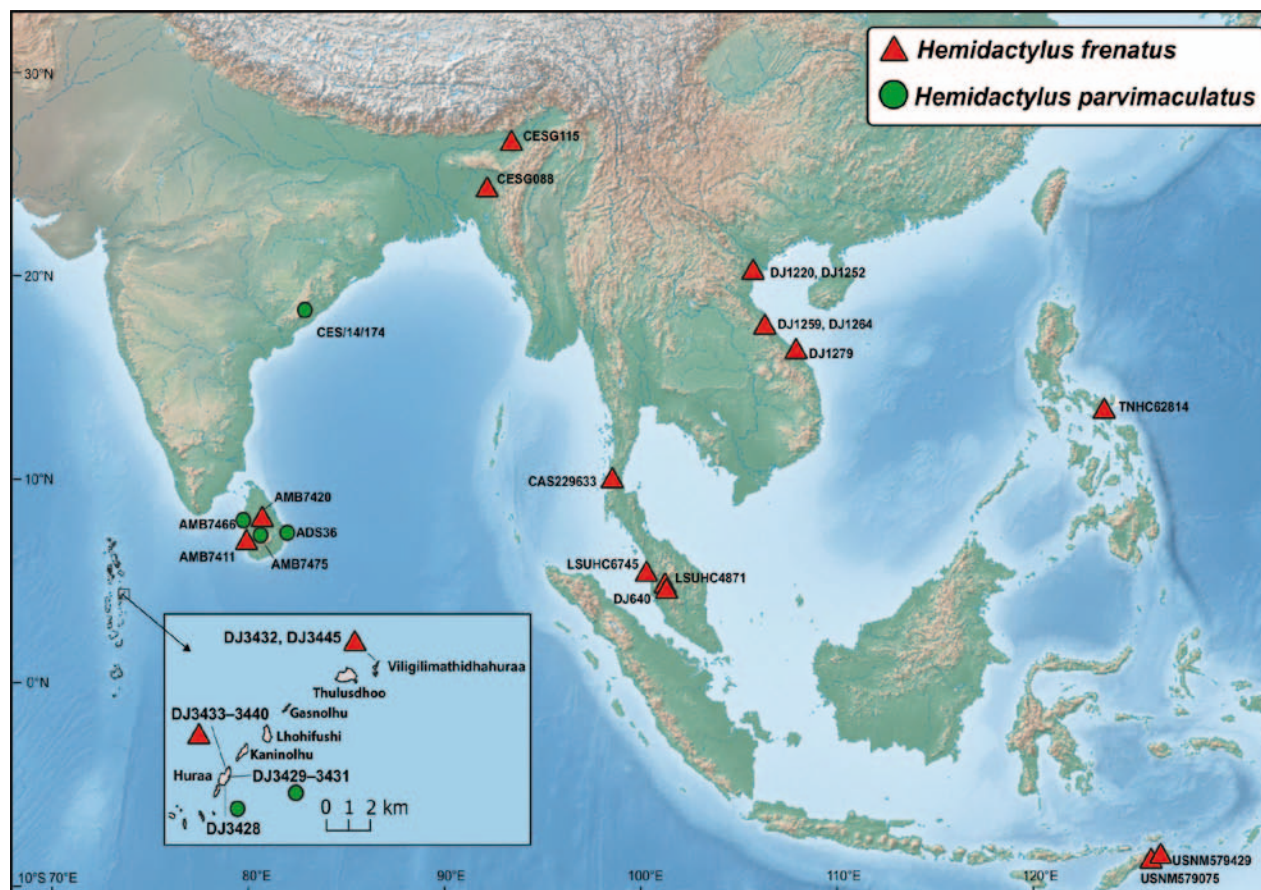 30°N
Hemidactylus frenatus
Hemidactylus parvimaculatus
CESG115
CESG088
20°N
DJ1220, DJ1252
CES/14/174
DJ1259, DJ1264
DJ1279
TNHC62814
10°N
CAS229633
AMB7420
AMB7466
ADS36
AMB7411
AMB7475
LSUHC6745
LSUHC4871
DJ640
DJ3432, DJ3445
Viligilimathidhahuraa
Thulusdhoo
0°N
Gasnolhu
DJ3433–3440
Lhohifushi
Kaninolhu
Huraa
DJ3429–3431
0 1 2 km
DJ3428
USNM579429
USNM579075
10°S 70°E
80°E
90°E
100°E
110°E
120°E